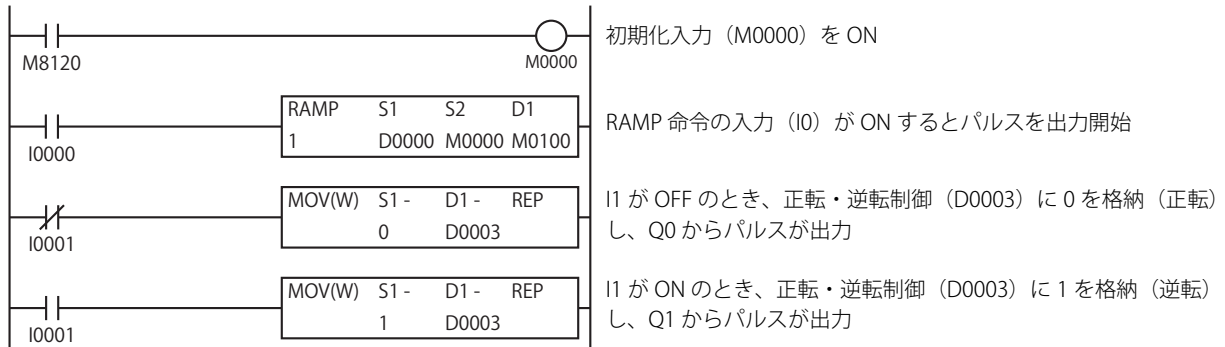 M8120
M0000
初期化入力（M0000）を ON
RAMP S1 S2 D1
1 D0000 M0000 M0100
I0000
RAMP 命令の入力（I0）が ON するとパルスを出力開始
MOV(W) S1 - D1 - REP
0 D0003
I0001
I1 が OFF のとき、正転・逆転制御（D0003）に 0 を格納（正転）
し、Q0 からパルスが出力
MOV(W) S1 - D1 - REP
1 D0003
I0001
I1 が ON のとき、正転・逆転制御（D0003）に 1 を格納（逆転）
し、Q1 からパルスが出力